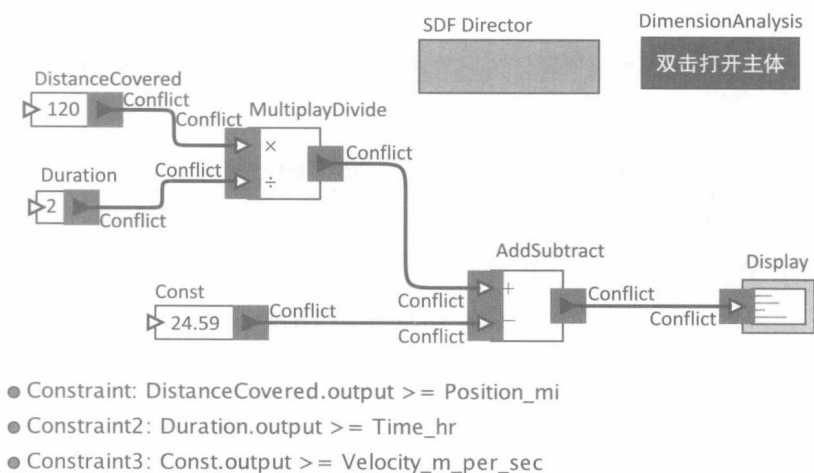 SDF Director
DimensionAnalysis
双击打开主体
DistanceCovered
120
Conflict
Conflict
MultiplayDivide
×
÷
Conflict
Conflict
Duration
2
Conflict
AddSubtract
Display
Const
24.59
Conflict
Conflict
Conflict
+
−
Conflict
Conflict
Constraint: DistanceCovered.output >= Position_mi
Constraint2: Duration.output >= Time_hr
Constraint3: Const.output >= Velocity_m_per_sec